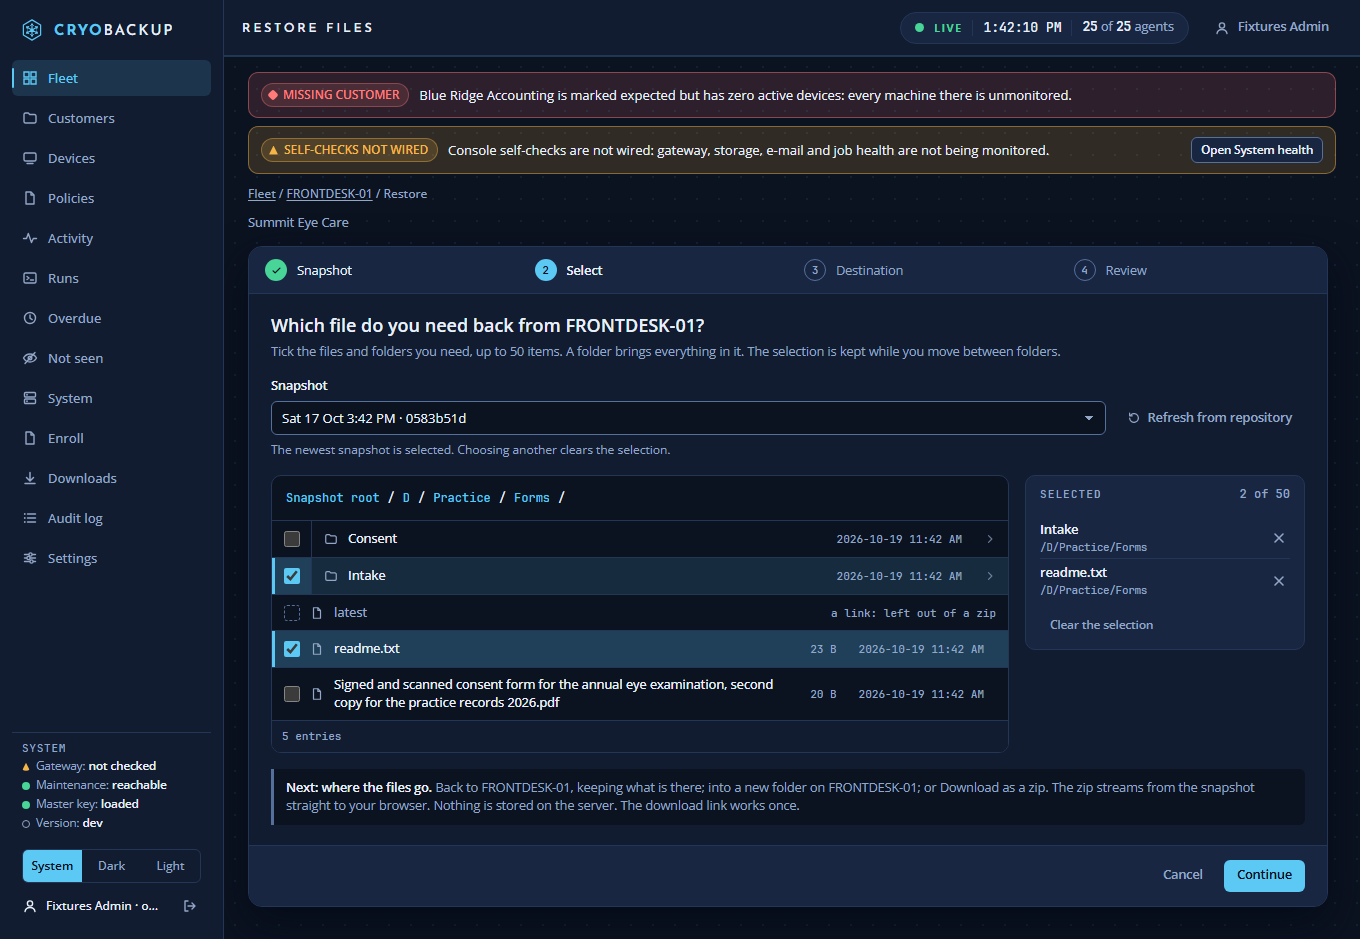 CRYOBACKUP
RESTORE FILES
LIVE 1:42:10 PM 25 of 25 agents
Fixtures Admin
Fleet
Customers
Devices
Policies
Activity
Runs
Overdue
Not seen
System
Enroll
Downloads
Audit log
Settings
SYSTEM
Gateway: not checked
Maintenance: reachable
Master key: loaded
Version: dev
System Dark Light
Fixtures Admin · o...
MISSING CUSTOMER Blue Ridge Accounting is marked expected but has zero active devices: every machine there is unmonitored.
SELF-CHECKS NOT WIRED Console self-checks are not wired: gateway, storage, e-mail and job health are not being monitored. Open System health
Fleet / FRONTDESK-01 / Restore
Summit Eye Care
Snapshot 2 Select 3 Destination 4 Review
Which file do you need back from FRONTDESK-01?
Tick the files and folders you need, up to 50 items. A folder brings everything in it. The selection is kept while you move between folders.
Snapshot
Sat 17 Oct 3:42 PM · 0583b51d
Refresh from repository
The newest snapshot is selected. Choosing another clears the selection.
Snapshot root / D / Practice / Forms /
Consent 2026-10-19 11:42 AM
Intake 2026-10-19 11:42 AM
latest a link: left out of a zip
readme.txt 23 B 2026-10-19 11:42 AM
Signed and scanned consent form for the annual eye examination, second
copy for the practice records 2026.pdf 20 B 2026-10-19 11:42 AM
5 entries
SELECTED 2 of 50
Intake
/D/Practice/Forms
readme.txt
/D/Practice/Forms
Clear the selection
Next: where the files go. Back to FRONTDESK-01, keeping what is there; into a new folder on FRONTDESK-01; or Download as a zip. The zip streams from the snapshot
straight to your browser. Nothing is stored on the server. The download link works once.
Cancel Continue